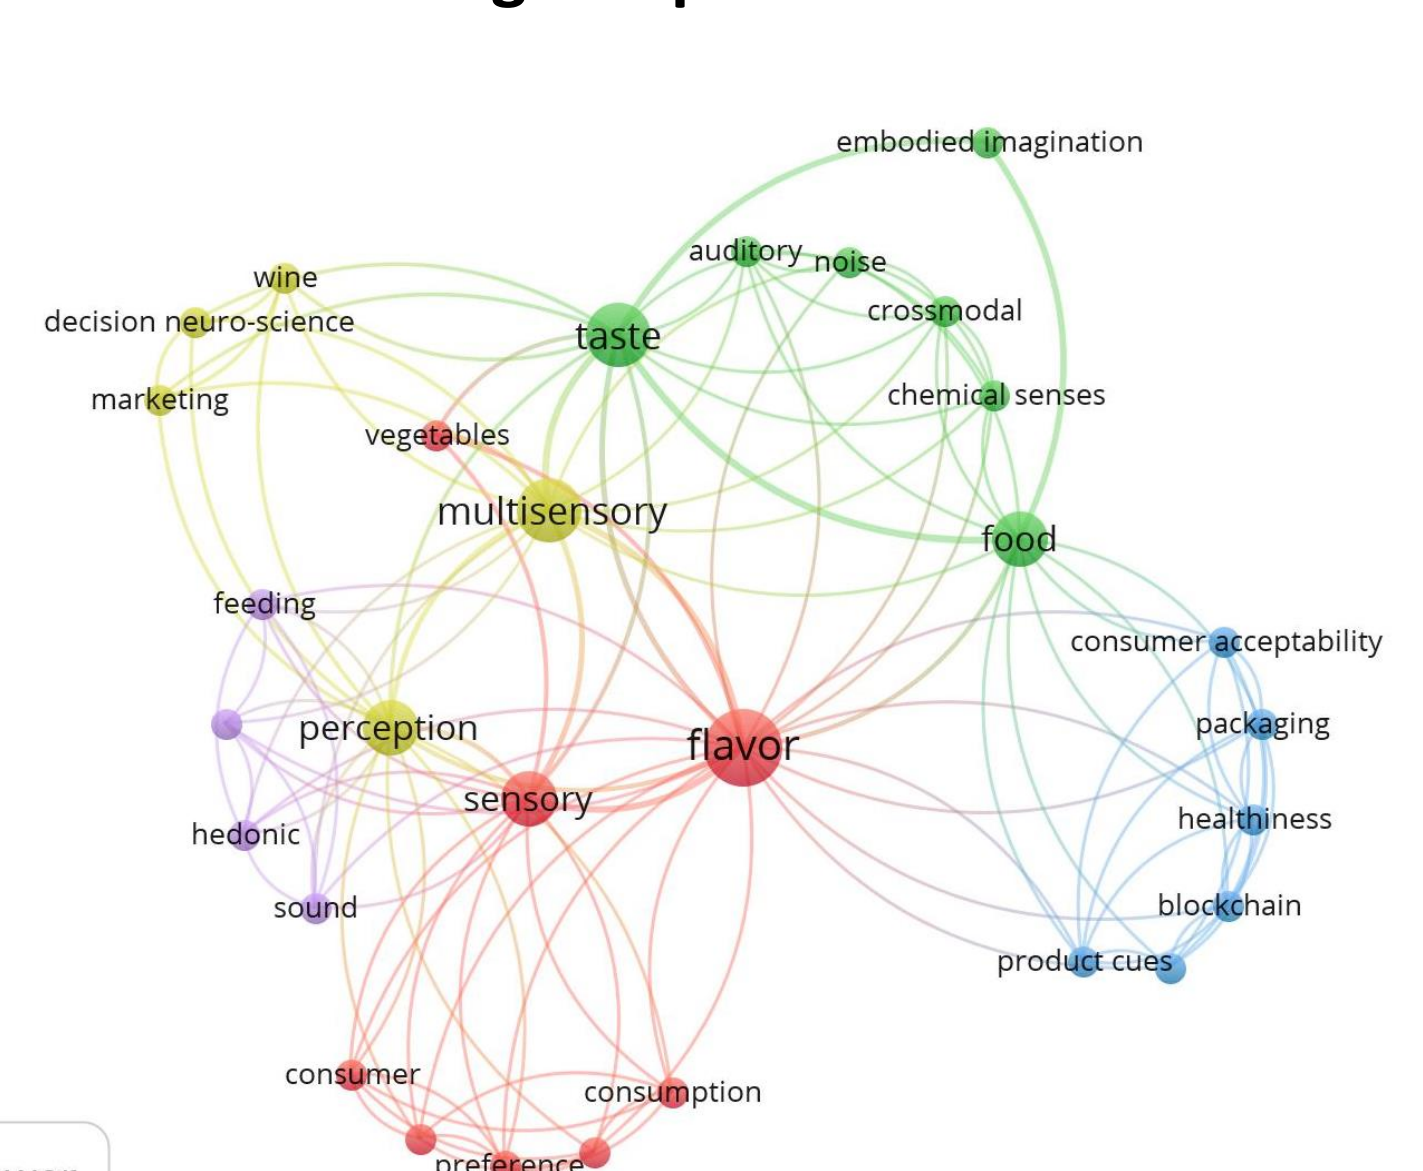 embodied imagination
auditory
noise
wine
crossmodal
decision neuro-science
taste
chemical senses
marketing
vegetables
multisensory
food
feeding
consumer acceptability
packaging
perception
flavor
sensory
healthiness
hedonic
blockchain
sound
product cues
consumer
consumption
preference